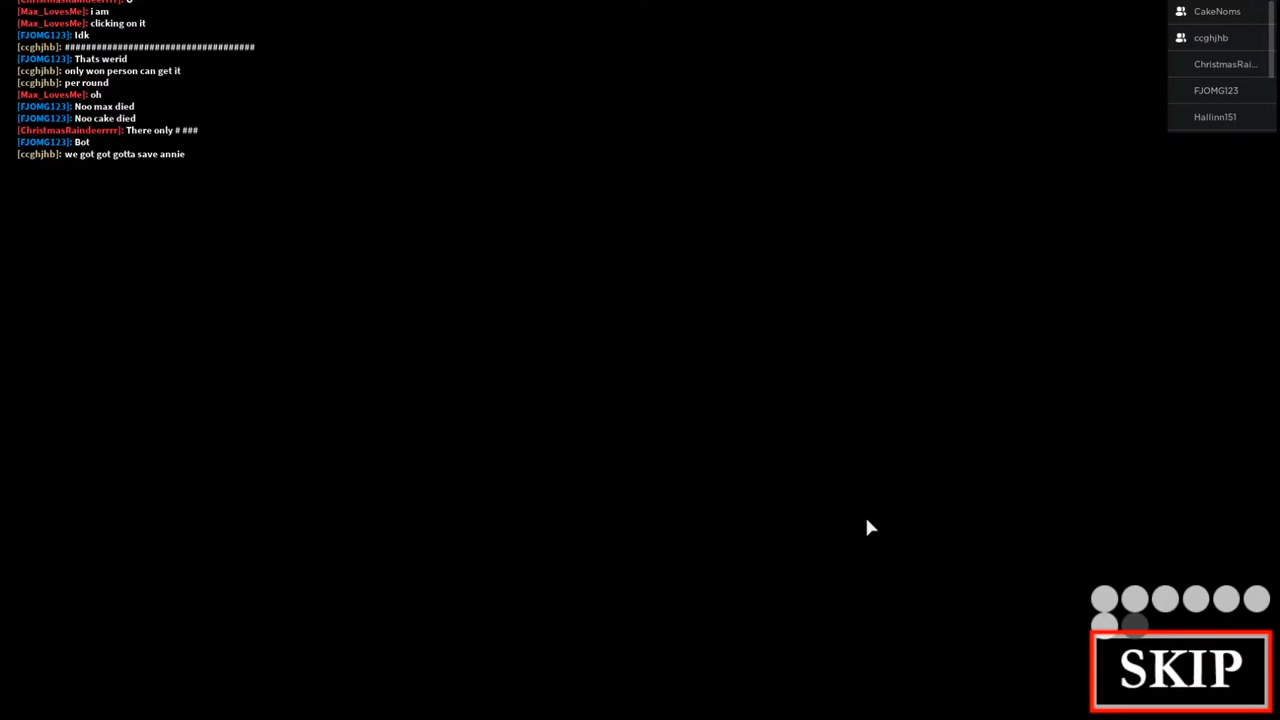 [Max_LovesMe]: i am
[Max_LovesMe]: clicking on it
[FJOMG123]: Idk
[ccghjhb]: ####################################
[FJOMG123]: Thats werid
[ccghjhb]: only won person can get it
[ccghjhb]: per round
[Max_LovesMe]: oh
[FJOMG123]: Noo max died
[FJOMG123]: Noo cake died
[ChristmasRaindeerrrr]: There only # ###
[FJOMG123]: Bot
[ccghjhb]: we got got gotta save annie
CakeNoms
ccghjhb
ChristmasRai...
FJOMG123
Hallinn151
SKIP